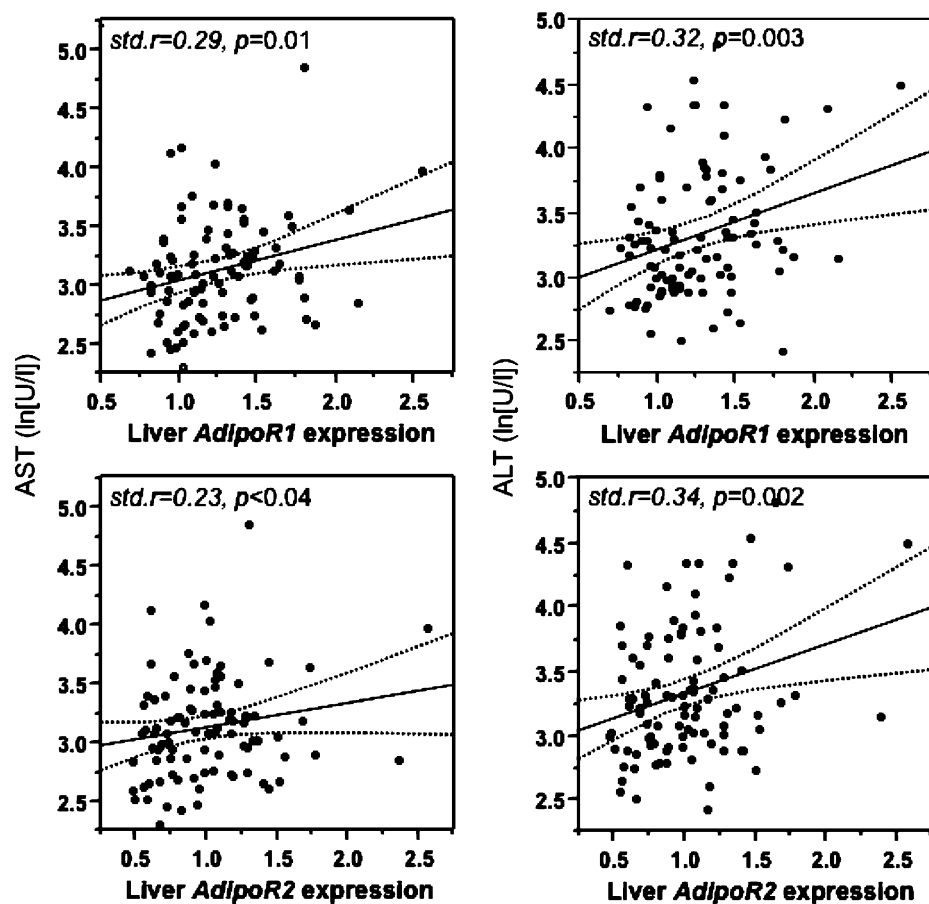 std.r=0.29, p=0.01
5.0
4.5
4.0
3.5
3.0
2.5
0.5 1.0 1.5 2.0 2.5
Liver AdipoR1 expression
std.r=0.32, p=0.003
5.0
4.5
4.0
3.5
3.0
2.5
0.5 1.0 1.5 2.0 2.5
Liver AdipoR1 expression
AST (ln[U/l])
ALT (ln[U/l])
std.r=0.23, p<0.04
5.0
4.5
4.0
3.5
3.0
2.5
0.5 1.0 1.5 2.0 2.5
Liver AdipoR2 expression
std.r=0.34, p=0.002
5.0
4.5
4.0
3.5
3.0
2.5
0.5 1.0 1.5 2.0 2.5
Liver AdipoR2 expression